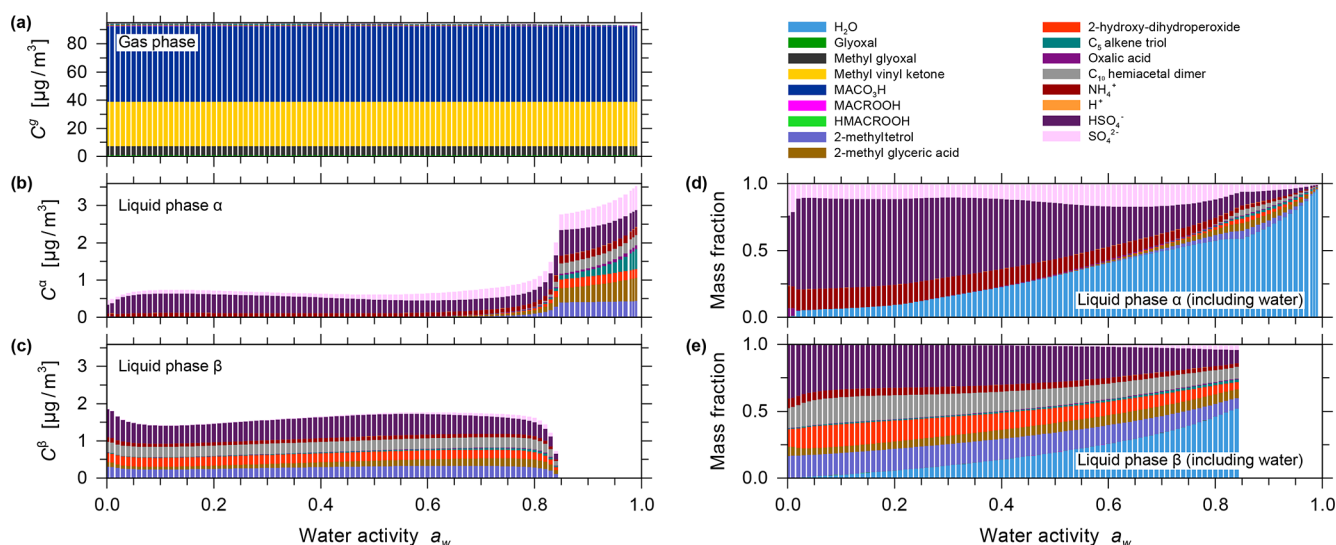 (a)
Gas phase
C^g [µg / m³]
80
60
40
20
0
(b)
Liquid phase α
C^α [µg / m³]
3
2
1
0
(c)
Liquid phase β
C^β [µg / m³]
3
2
1
0
0.0 0.2 0.4 0.6 0.8 1.0
Water activity a_w
H₂O
Glyoxal
Methyl glyoxal
Methyl vinyl ketone
MACO₃H
MACROOH
HMACROOH
2-methyltetrol
2-methyl glyceric acid
2-hydroxy-dihydroperoxide
C₅ alkene triol
Oxalic acid
C₁₀ hemiacetal dimer
NH₄⁺
H⁺
HSO₄⁻
SO₄²⁻
(d)
Mass fraction
1.0
0.5
0.0
Liquid phase α (including water)
(e)
Mass fraction
1.0
0.5
0.0
Liquid phase β (including water)
0.0 0.2 0.4 0.6 0.8 1.0
Water activity a_w